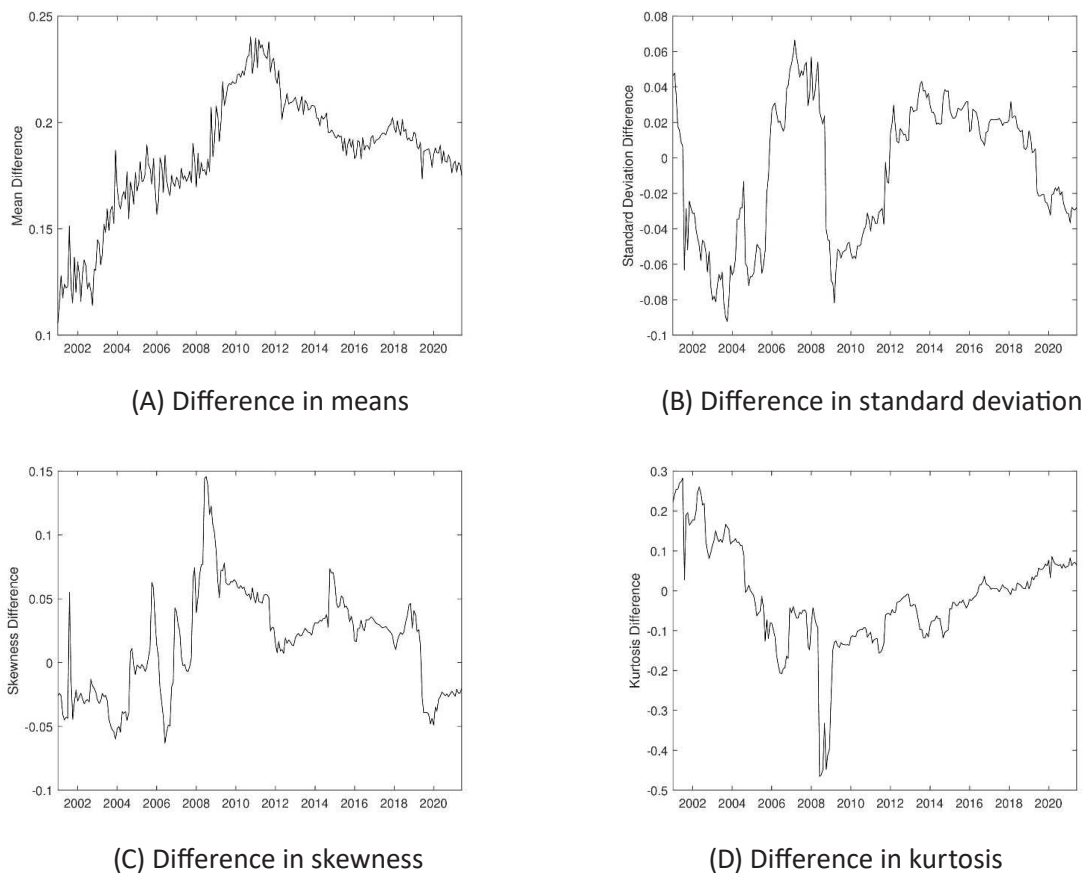 0.25
0.2
0.15
0.1
Mean Difference
2002 2004 2006 2008 2010 2012 2014 2016 2018 2020
(A) Difference in means
0.08
0.06
0.04
0.02
0
-0.02
-0.04
-0.06
-0.08
-0.1
Standard Deviation Difference
2002 2004 2006 2008 2010 2012 2014 2016 2018 2020
(B) Difference in standard deviation
0.15
0.1
0.05
0
-0.05
-0.1
Skewness Difference
2002 2004 2006 2008 2010 2012 2014 2016 2018 2020
(C) Difference in skewness
0.3
0.2
0.1
0
-0.1
-0.2
-0.3
-0.4
-0.5
Kurtosis Difference
2002 2004 2006 2008 2010 2012 2014 2016 2018 2020
(D) Difference in kurtosis